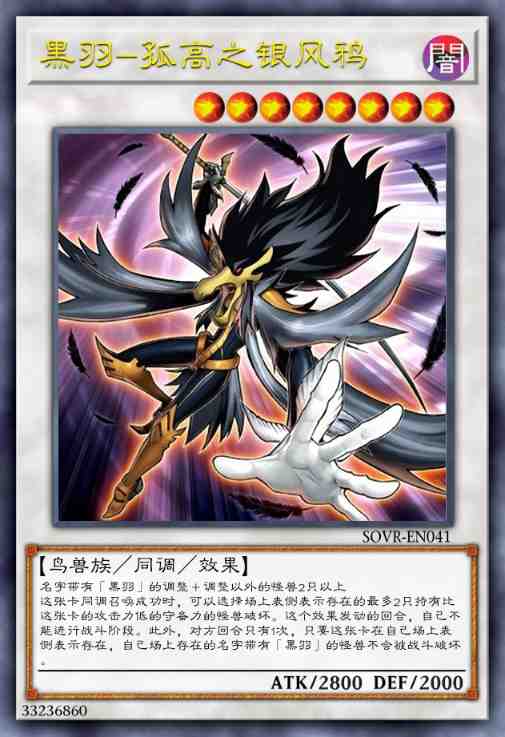 黑羽-孤高之银风鸦
闇
SOVR-EN041
【鸟兽族／同调／效果】
名字带有「黑羽」的调整＋调整以外的怪兽2只以上
这张卡同调召唤成功时，可以选择场上表侧表示存在的最多2只持有比
这张卡的攻击力低的守备力的怪兽破坏。这个效果发动的回合，自己不
能进行战斗阶段。此外，对方回合只有1次，只要这张卡在自己场上表
侧表示存在，自己场上存在的名字带有「黑羽」的怪兽不会被战斗破坏
。
ATK/2800 DEF/2000
33236860